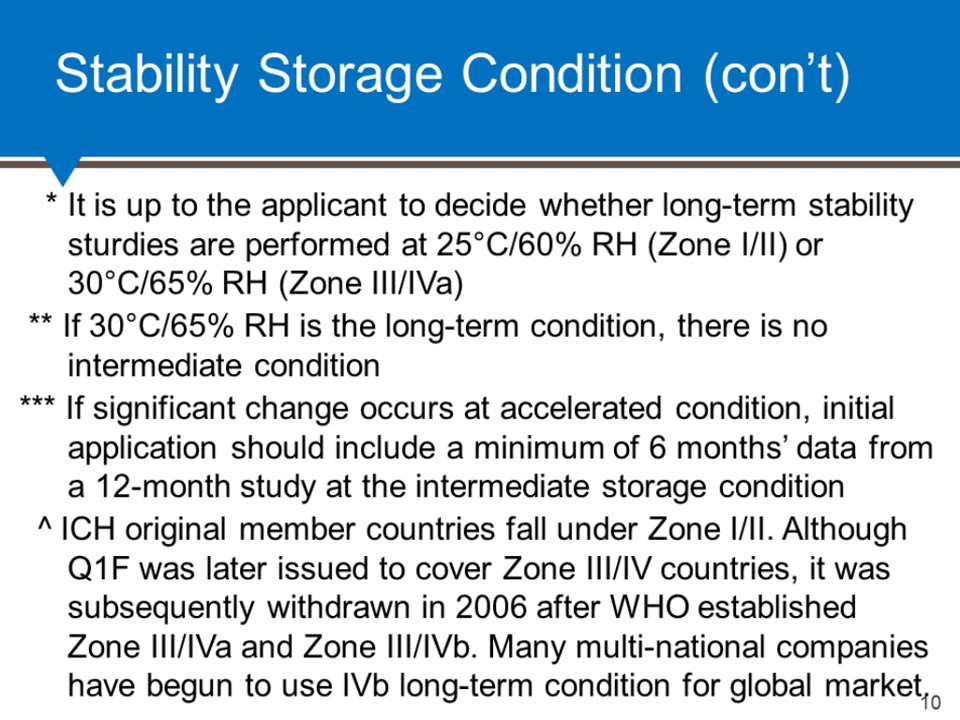 Stability Storage Condition (con’t)
* It is up to the applicant to decide whether long-term stability
sturdies are performed at 25°C/60% RH (Zone I/II) or
30°C/65% RH (Zone III/IVa)
** If 30°C/65% RH is the long-term condition, there is no
intermediate condition
*** If significant change occurs at accelerated condition, initial
application should include a minimum of 6 months’ data from
a 12-month study at the intermediate storage condition
^ ICH original member countries fall under Zone I/II. Although
Q1F was later issued to cover Zone III/IV countries, it was
subsequently withdrawn in 2006 after WHO established
Zone III/IVa and Zone III/IVb. Many multi-national companies
have begun to use IVb long-term condition for global market.
10